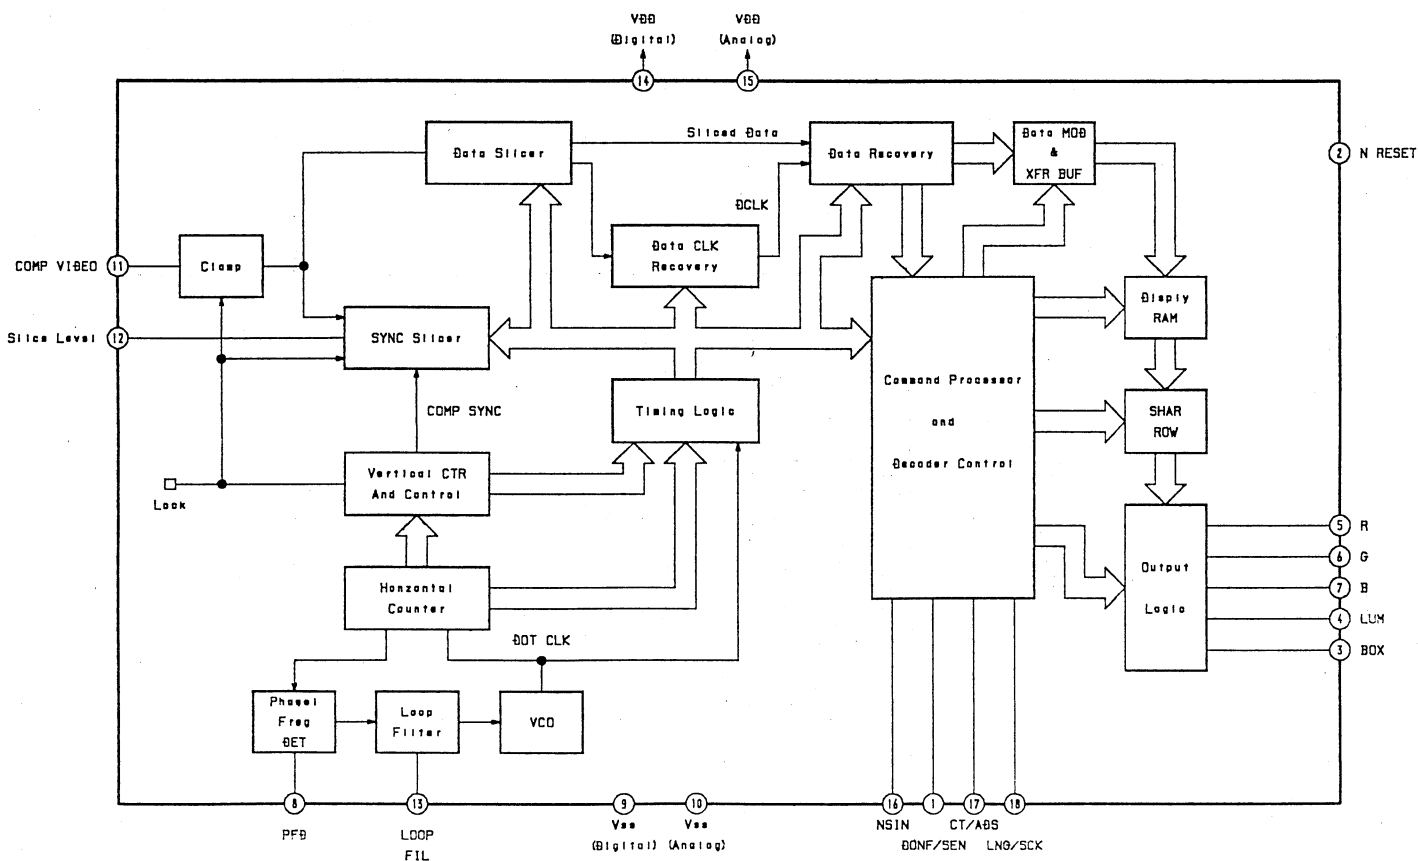 VDD
(Digital)
VDD
(Analog)
14
15
Data Slicer
Sliced Data
Data Recovery
Data MOD
&
XFR BUF
2
N RESET
DCLK
Data CLK
Recovery
COMP VIDEO
11
Clamp
Slice Level
12
SYNC Slicer
Disply
RAM
Command Processor
and
Decoder Control
COMP SYNC
Timing Logic
SHAR
ROW
Vertical CTR
And Control
Lock
Honzontal
Counter
Output
Logic
5
R
6
G
7
B
4
LUM
3
BOX
DOT CLK
Phasel
Freg
DET
Loop
Filter
VCO
8
13
9
10
16
1
17
18
PFD
LOOP
FIL
Vss
(Digital)
Vss
(Analog)
NSIN
CT/ADS
DONF/SEN
LNG/SCK